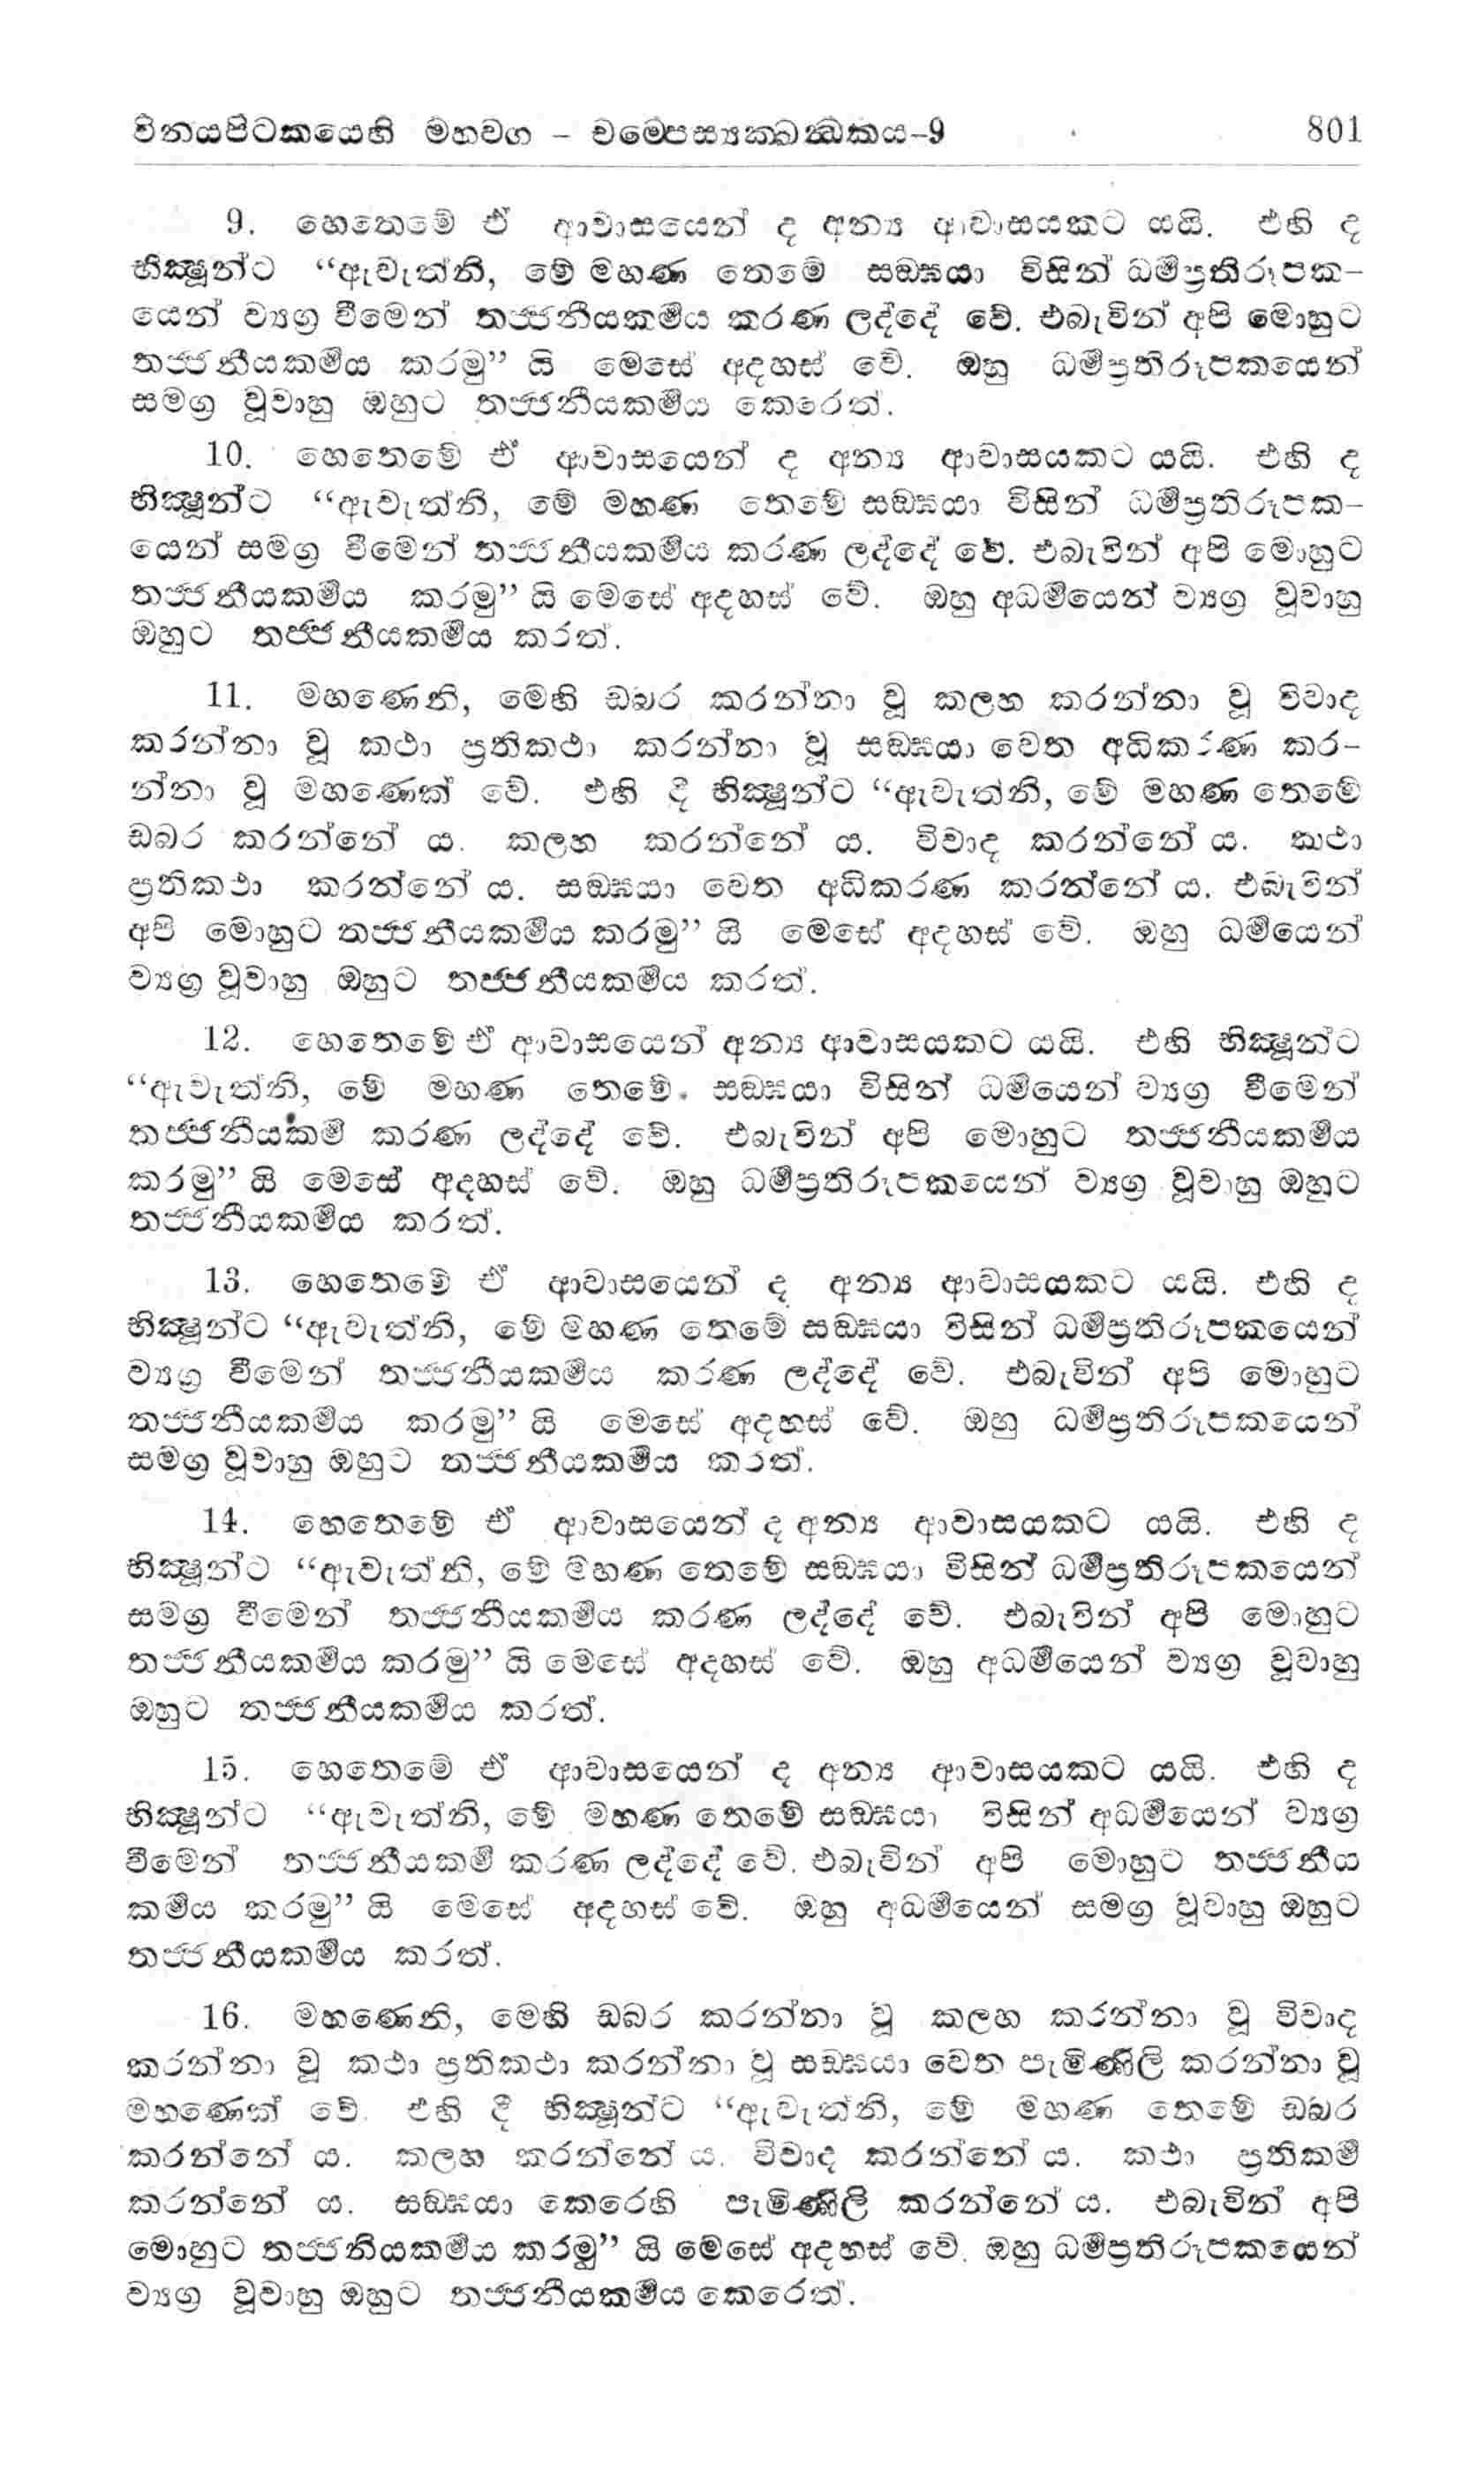 විනයපිටකයෙහි මහවග - චම්පෙස්‍යක්ඛන්ධකය-9 801
9. හෙතෙමේ ඒ ආවාසයෙන් ද අන්‍ය ආවාසයකට යයි. එහි ද
භික්‍ෂූන්ට “ඇවැත්නි, මේ මහණ තෙමේ සඞ්ඝයා විසින් ධර්‍මප්‍රතිරූපක-
යෙන් ව්‍යග්‍ර වීමෙන් තජ්ජනීයකර්‍මය කරණ ලද්දේ වේ. එබැවින් අපි මොහුට
තජ්ජනීයකර්‍මය කරමු” යි මෙසේ අදහස් වේ. ඔහු ධර්‍මප්‍රතිරූපකයෙන්
සමග්‍ර වූවාහු ඔහුට තජ්ජනීයකර්‍මය කෙරෙත්.
10. හෙතෙමේ ඒ ආවාසයෙන් ද අන්‍ය ආවාසයකට යයි. එහි ද
භික්‍ෂූන්ට “ඇවැත්නි, මේ මහණ තෙමේ සඞ්ඝයා විසින් ධර්‍මප්‍රතිරූපක-
යෙන් සමග්‍ර වීමෙන් තජ්ජනීයකර්‍මය කරණ ලද්දේ වේ. එබැවින් අපි මොහුට
තජ්ජනීයකර්‍මය කරමු” යි මෙසේ අදහස් වේ. ඔහු අධර්‍මයෙන් ව්‍යග්‍ර වූවාහු
ඔහුට තජ්ජනීයකර්‍මය කරත්.
11. මහණෙනි, මෙහි ඩබර කරන්නා වූ කලහ කරන්නා වූ විවාද
කරන්නා වූ කථා ප්‍රතිකථා කරන්නා වූ සඞ්ඝයා වෙත අධිකරණ කර-
න්නා වූ මහණෙක් වේ. එහි දී භික්‍ෂූන්ට “ඇවැත්නි, මේ මහණ තෙමේ
ඩබර කරන්නේ ය. කලහ කරන්නේ ය. විවාද කරන්නේ ය. කථා
ප්‍රතිකථා කරන්නේ ය. සඞ්ඝයා වෙත අධිකරණ කරන්නේ ය. එබැවින්
අපි මොහුට තජ්ජනීයකර්‍මය කරමු” යි මෙසේ අදහස් වේ. ඔහු ධර්‍මයෙන්
ව්‍යග්‍ර වූවාහු ඔහුට තජ්ජනීයකර්‍මය කරත්.
12. හෙතෙමේ ඒ ආවාසයෙන් අන්‍ය ආවාසයකට යයි. එහි භික්‍ෂූන්ට
“ඇවැත්නි, මේ මහණ තෙමේ සඞ්ඝයා විසින් ධර්‍මයෙන් ව්‍යග්‍ර වීමෙන්
තජ්ජනීයකර්‍ම කරණ ලද්දේ වේ. එබැවින් අපි මොහුට තජ්ජනීයකර්‍මය
කරමු” යි මෙසේ අදහස් වේ. ඔහු ධර්‍මප්‍රතිරූපකයෙන් ව්‍යග්‍ර වූවාහු ඔහුට
තජ්ජනීයකර්‍මය කරත්.
13. හෙතෙමේ ඒ ආවාසයෙන් ද අන්‍ය ආවාසයකට යයි. එහි ද
භික්‍ෂූන්ට “ඇවැත්නි, මේ මහණ තෙමේ සඞ්ඝයා විසින් ධර්‍මප්‍රතිරූපකයෙන්
ව්‍යග්‍ර වීමෙන් තජ්ජනීයකර්‍මය කරණ ලද්දේ වේ. එබැවින් අපි මොහුට
තජ්ජනීයකර්‍මය කරමු” යි මෙසේ අදහස් වේ. ඔහු ධර්‍මප්‍රතිරූපකයෙන්
සමග්‍ර වූවාහු ඔහුට තජ්ජනීයකර්‍මය කරත්.
14. හෙතෙමේ ඒ ආවාසයෙන් ද අන්‍ය ආවාසයකට යයි. එහි ද
භික්‍ෂූන්ට “ඇවැත්නි, මේ මහණ තෙමේ සඞ්ඝයා විසින් ධර්‍මප්‍රතිරූපකයෙන්
සමග්‍ර වීමෙන් තජ්ජනීයකර්‍මය කරණ ලද්දේ වේ. එබැවින් අපි මොහුට
තජ්ජනීයකර්‍මය කරමු” යි මෙසේ අදහස් වේ. ඔහු අධර්‍මයෙන් ව්‍යග්‍ර වූවාහු
ඔහුට තජ්ජනීයකර්‍මය කරත්.
15. හෙතෙමේ ඒ ආවාසයෙන් ද අන්‍ය ආවාසයකට යයි. එහි ද
භික්‍ෂූන්ට “ඇවැත්නි, මේ මහණ තෙමේ සඞ්ඝයා විසින් අධර්‍මයෙන් ව්‍යග්‍ර
වීමෙන් තජ්ජනීයකර්‍ම කරණ ලද්දේ වේ. එබැවින් අපි මොහුට තජ්ජනීය
කර්‍මය කරමු” යි මෙසේ අදහස් වේ. ඔහු අධර්‍මයෙන් සමග්‍ර වූවාහු ඔහුට
තජ්ජනීයකර්‍මය කරත්.
16. මහණෙනි, මෙහි ඩබර කරන්නා වූ කලහ කරන්නා වූ විවාද
කරන්නා වූ කථා ප්‍රතිකථා කරන්නා වූ සඞ්ඝයා වෙත පැමිණිලි කරන්නා වූ
මහණෙක් වේ. එහි දී භික්‍ෂූන්ට “ඇවැත්නි, මේ මහණ තෙමේ ඩබර
කරන්නේ ය. කලහ කරන්නේ ය. විවාද කරන්නේ ය. කථා ප්‍රතිකර්‍ම
කරන්නේ ය. සඞ්ඝයා කෙරෙහි පැමිණිලි කරන්නේ ය. එබැවින් අපි
මොහුට තජ්ජනියකර්‍මය කරමු” යි මෙසේ අදහස් වේ. ඔහු ධර්‍මප්‍රතිරූපකයෙන්
ව්‍යග්‍ර වූවාහු ඔහුට තජ්ජනීයකර්‍මය කෙරෙත්.